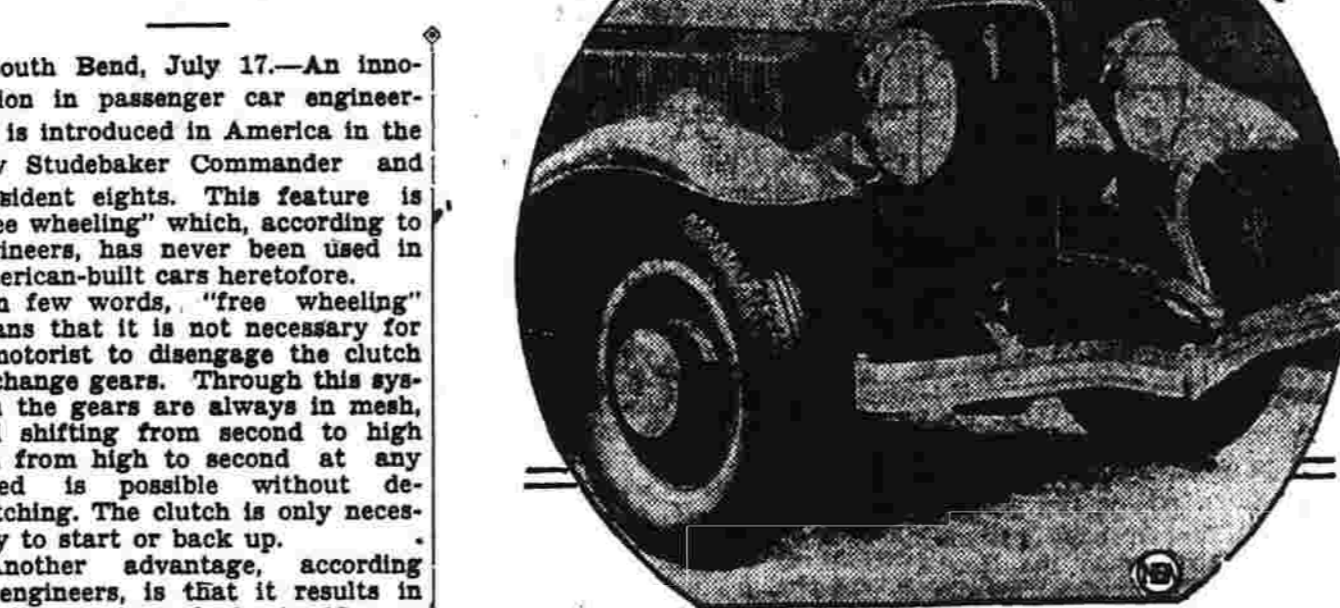 outh Bend, July 17.—An inno-
ion in passenger car engineer-
is introduced in America in the
y Studebaker Commander and
sident eights. This feature is
ee wheeling" which, according to
ineers, has never been used in
erican-built cars heretofore.
n few words, "free wheeling"
ans that it is not necessary for
motorist to disengage the clutch
change gears. Through this sys-
the gears are always in mesh,
shifting from second to high
from high to second at any
ed is possible without de-
tching. The clutch is only neces-
y to start or back up.
Another advantage, according
engineers, is that it results in
NEA